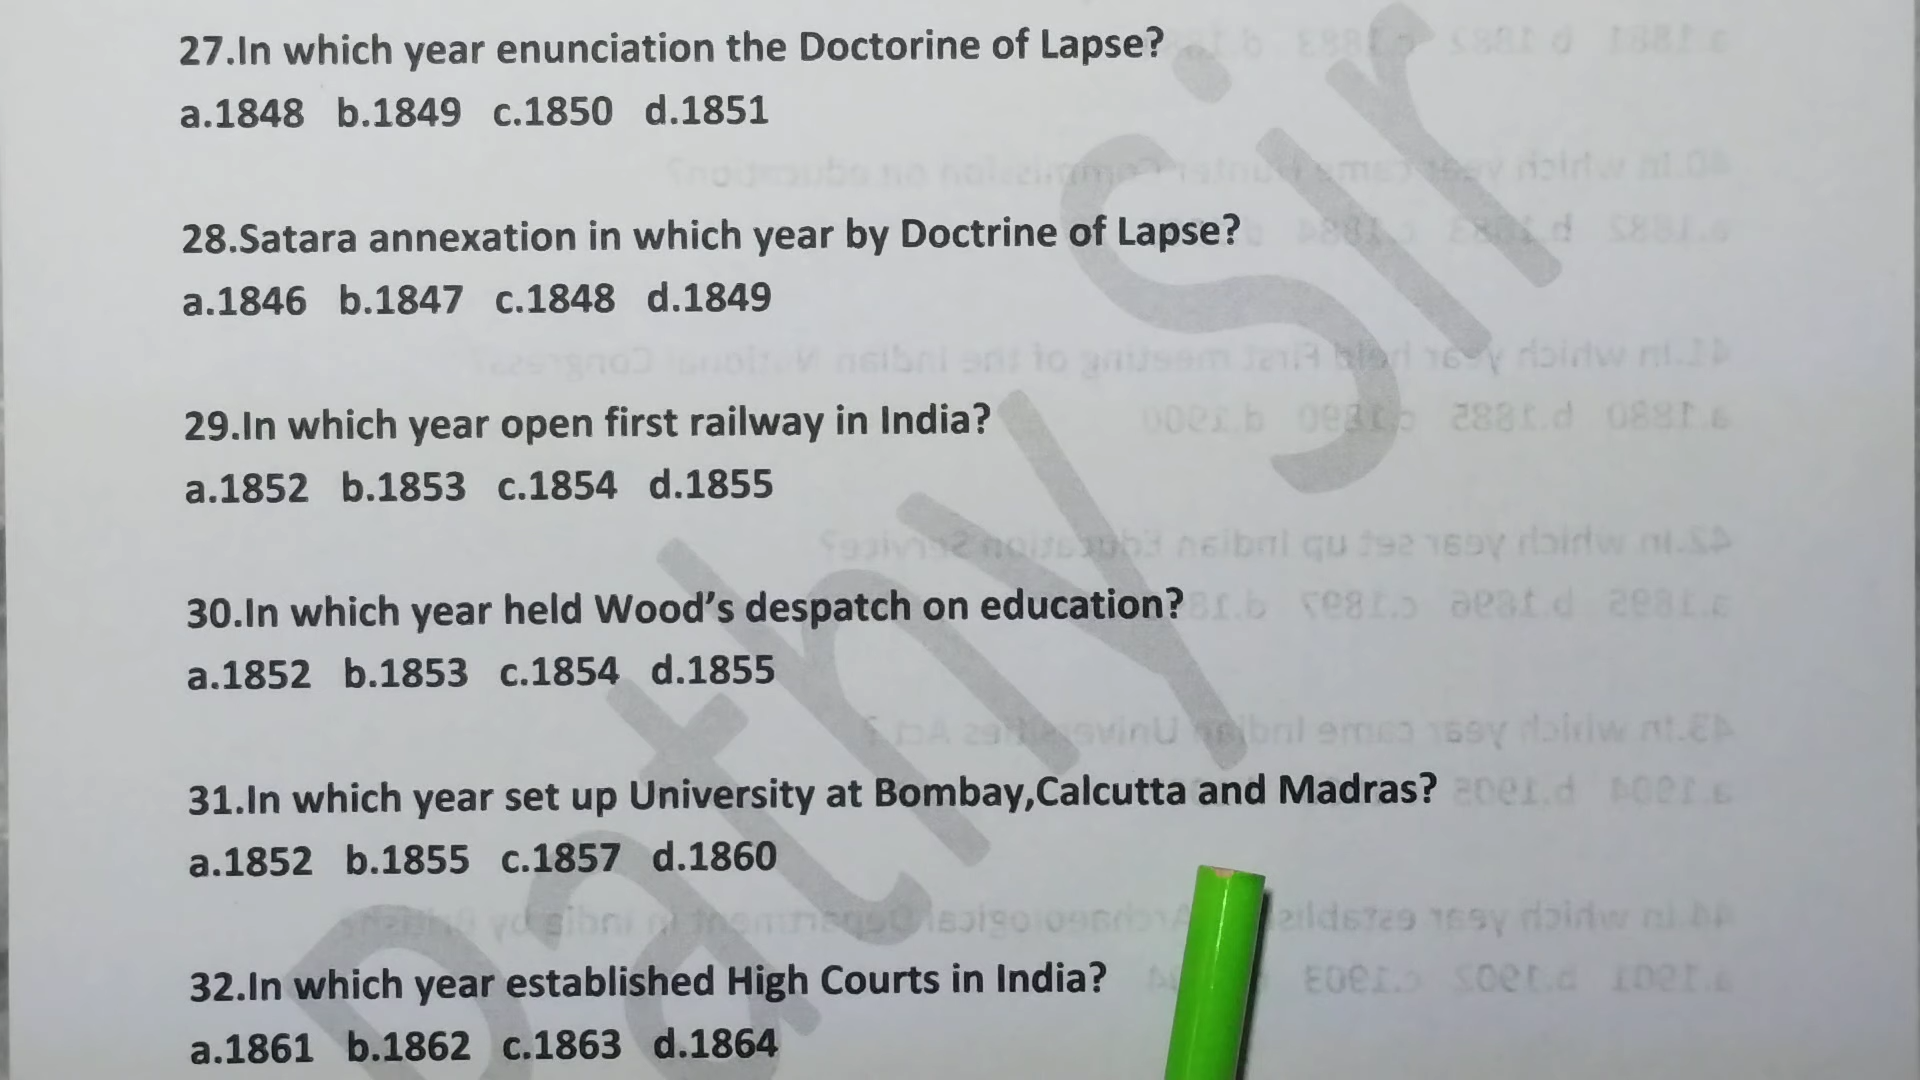 27.In which year enunciation the Doctorine of Lapse?
a.1848 b.1849 c.1850 d.1851
28.Satara annexation in which year by Doctrine of Lapse?
a.1846 b.1847 c.1848 d.1849
29.In which year open first railway in India?
a.1852 b.1853 c.1854 d.1855
30.In which year held Wood's despatch on education?
a.1852 b.1853 c.1854 d.1855
31.In which year set up University at Bombay,Calcutta and Madras?
a.1852 b.1855 c.1857 d.1860
32.In which year established High Courts in India?
a.1861 b.1862 c.1863 d.1864
Pathy Sir